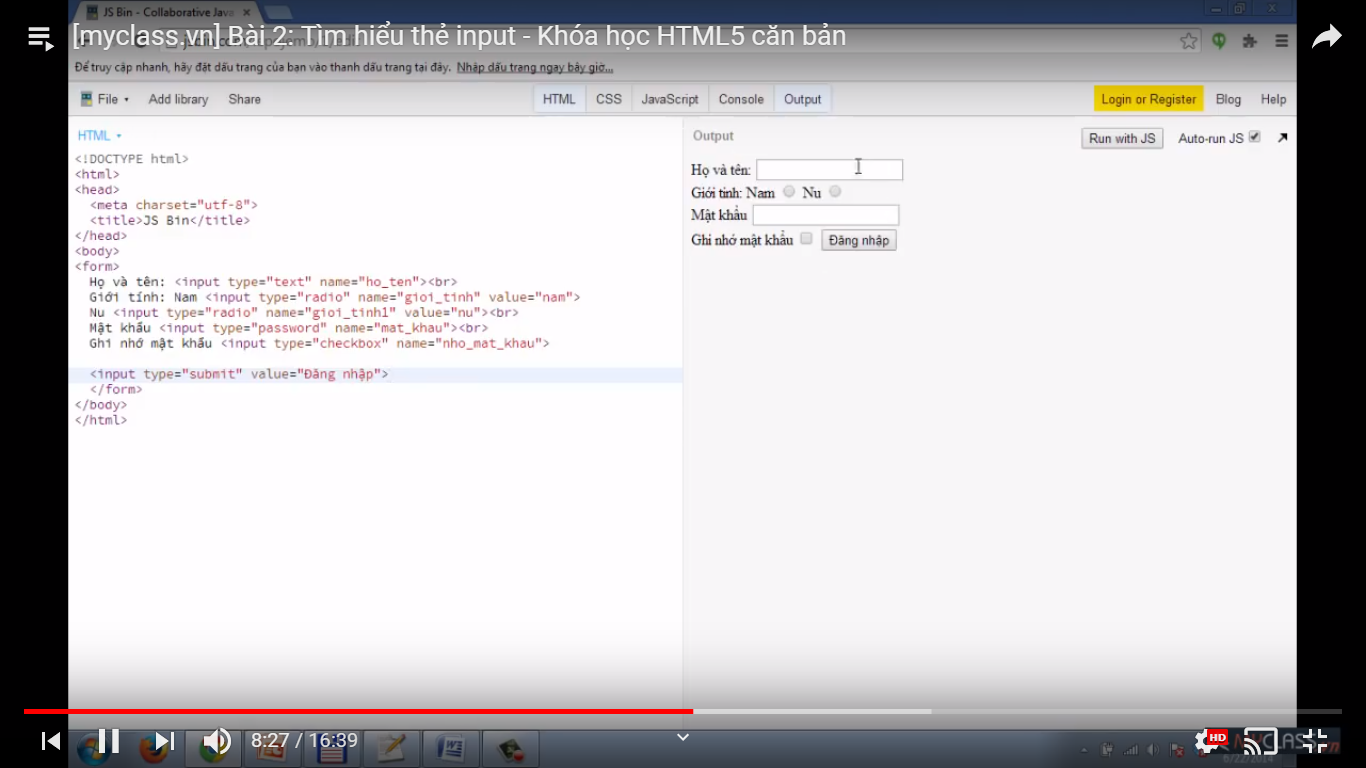 JS Bin - Collaborative Java
[myclass.vn] Bài 2: Tìm hiểu thẻ input - Khóa học HTML5 căn bản
Để truy cập nhanh, hãy đặt dấu trang của bạn vào thanh dấu trang tại đây. Nhập dấu trang ngay bây giờ...
File Add library Share HTML CSS JavaScript Console Output Login or Register Blog Help
HTML
<!DOCTYPE html>
<html>
<head>
<meta charset="utf-8">
<title>JS Bin</title>
</head>
<body>
<form>
Họ và tên: <input type="text" name="ho_ten"><br>
Giới tính: Nam <input type="radio" name="gioi_tinh" value="nam">
Nu <input type="radio" name="gioi_tinh1" value="nu"><br>
Mật khẩu <input type="password" name="mat_khau"><br>
Ghi nhớ mật khẩu <input type="checkbox" name="nho_mat_khau">
<input type="submit" value="Đăng nhập">
</form>
</body>
</html>
Output Run with JS Auto-run JS
Họ và tên:
Giới tính: Nam Nu
Mật khẩu
Ghi nhớ mật khẩu Đăng nhập
8:27 / 16:39
HD